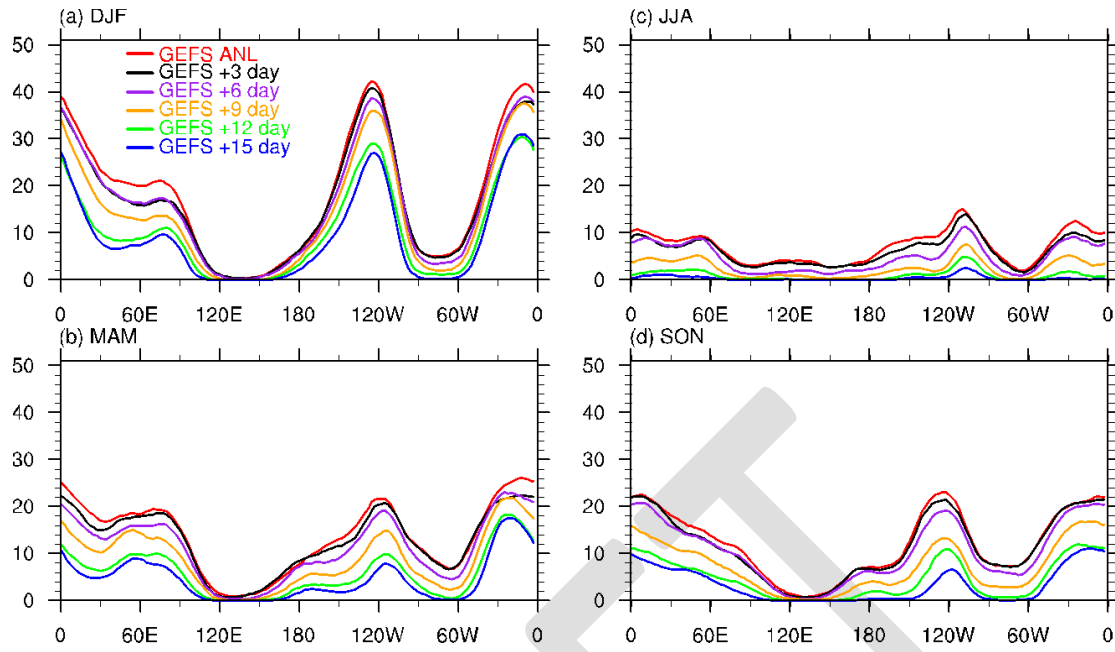 (a) DJF
GEFS ANL
GEFS +3 day
GEFS +6 day
GEFS +9 day
GEFS +12 day
GEFS +15 day
50
40
30
20
10
0
0 60E 120E 180 120W 60W 0
(c) JJA
50
40
30
20
10
0
0 60E 120E 180 120W 60W 0
(b) MAM
50
40
30
20
10
0
0 60E 120E 180 120W 60W 0
(d) SON
50
40
30
20
10
0
0 60E 120E 180 120W 60W 0